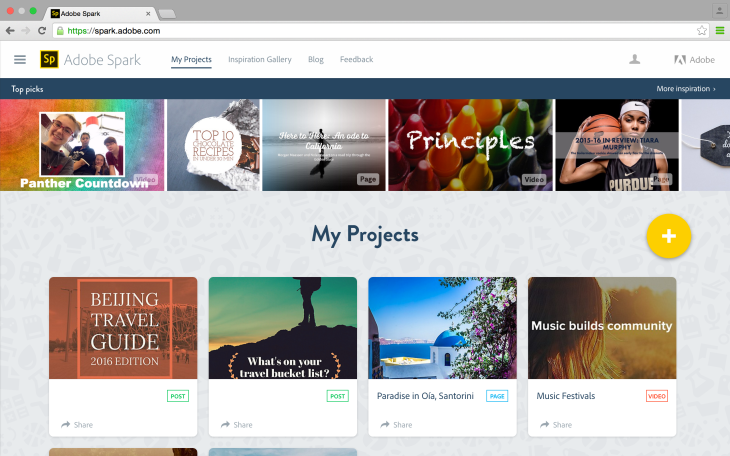 Adobe Spark
https://spark.adobe.com
Sp
Adobe Spark
My Projects
Inspiration Gallery
Blog
Feedback
Adobe
Top picks
More inspiration ›
Panther Countdown
Video
TOP 10
CHOCOLATE
RECIPES
Here to Here: An ode to
California
Page
Principles
Video
2015-16 IN REVIEW: TIARA
MURPHY
PURDUE
Page
My Projects
+
BEIJING
TRAVEL
GUIDE
2016 EDITION
POST
Share
What's on your
travel bucket list?
POST
Share
Paradise in Oía, Santorini
PAGE
Share
Music builds community
Music Festivals
VIDEO
Share